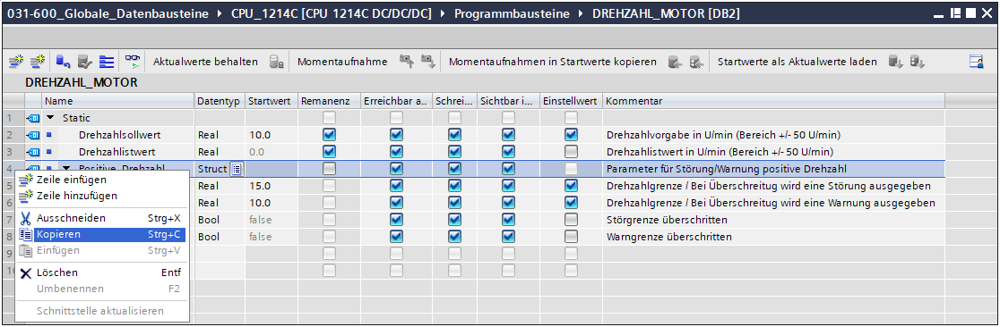 031-600_Globale_Datenbausteine CPU_1214C [CPU 1214C DC/DC/DC] Programmbausteine DREHZAHL_MOTOR [DB2]
Aktualwerte behalten Momentaufnahme Momentaufnahmen in Startwerte kopieren Startwerte als Aktualwerte laden
DREHZAHL_MOTOR
Name Datentyp Startwert Remanenz Erreichbar a.. Schrei... Sichtbar i... Einstellwert Kommentar
1 Static
2 Drehzahlsollwert Real 10.0 Drehzahlvorgabe in U/min (Bereich +/- 50 U/min)
3 Drehzahlistwert Real 0.0 Drehzahlistwert in U/min (Bereich +/- 50 U/min)
4 Positive_Drehzahl Struct Parameter für Störung/Warnung positive Drehzahl
5 Real 15.0 Drehzahlgrenze / Bei Überschreitug wird eine Störung ausgegeben
6 Real 10.0 Drehzahlgrenze / Bei Überschreitug wird eine Warnung ausgegeben
7 Bool false Störgrenze überschritten
8 Bool false Warngrenze überschritten
9
10
Zeile einfügen
Zeile hinzufügen
Ausschneiden Strg+X
Kopieren Strg+C
Einfügen Strg+V
Löschen Entf
Umbenennen F2
Schnittstelle aktualisieren